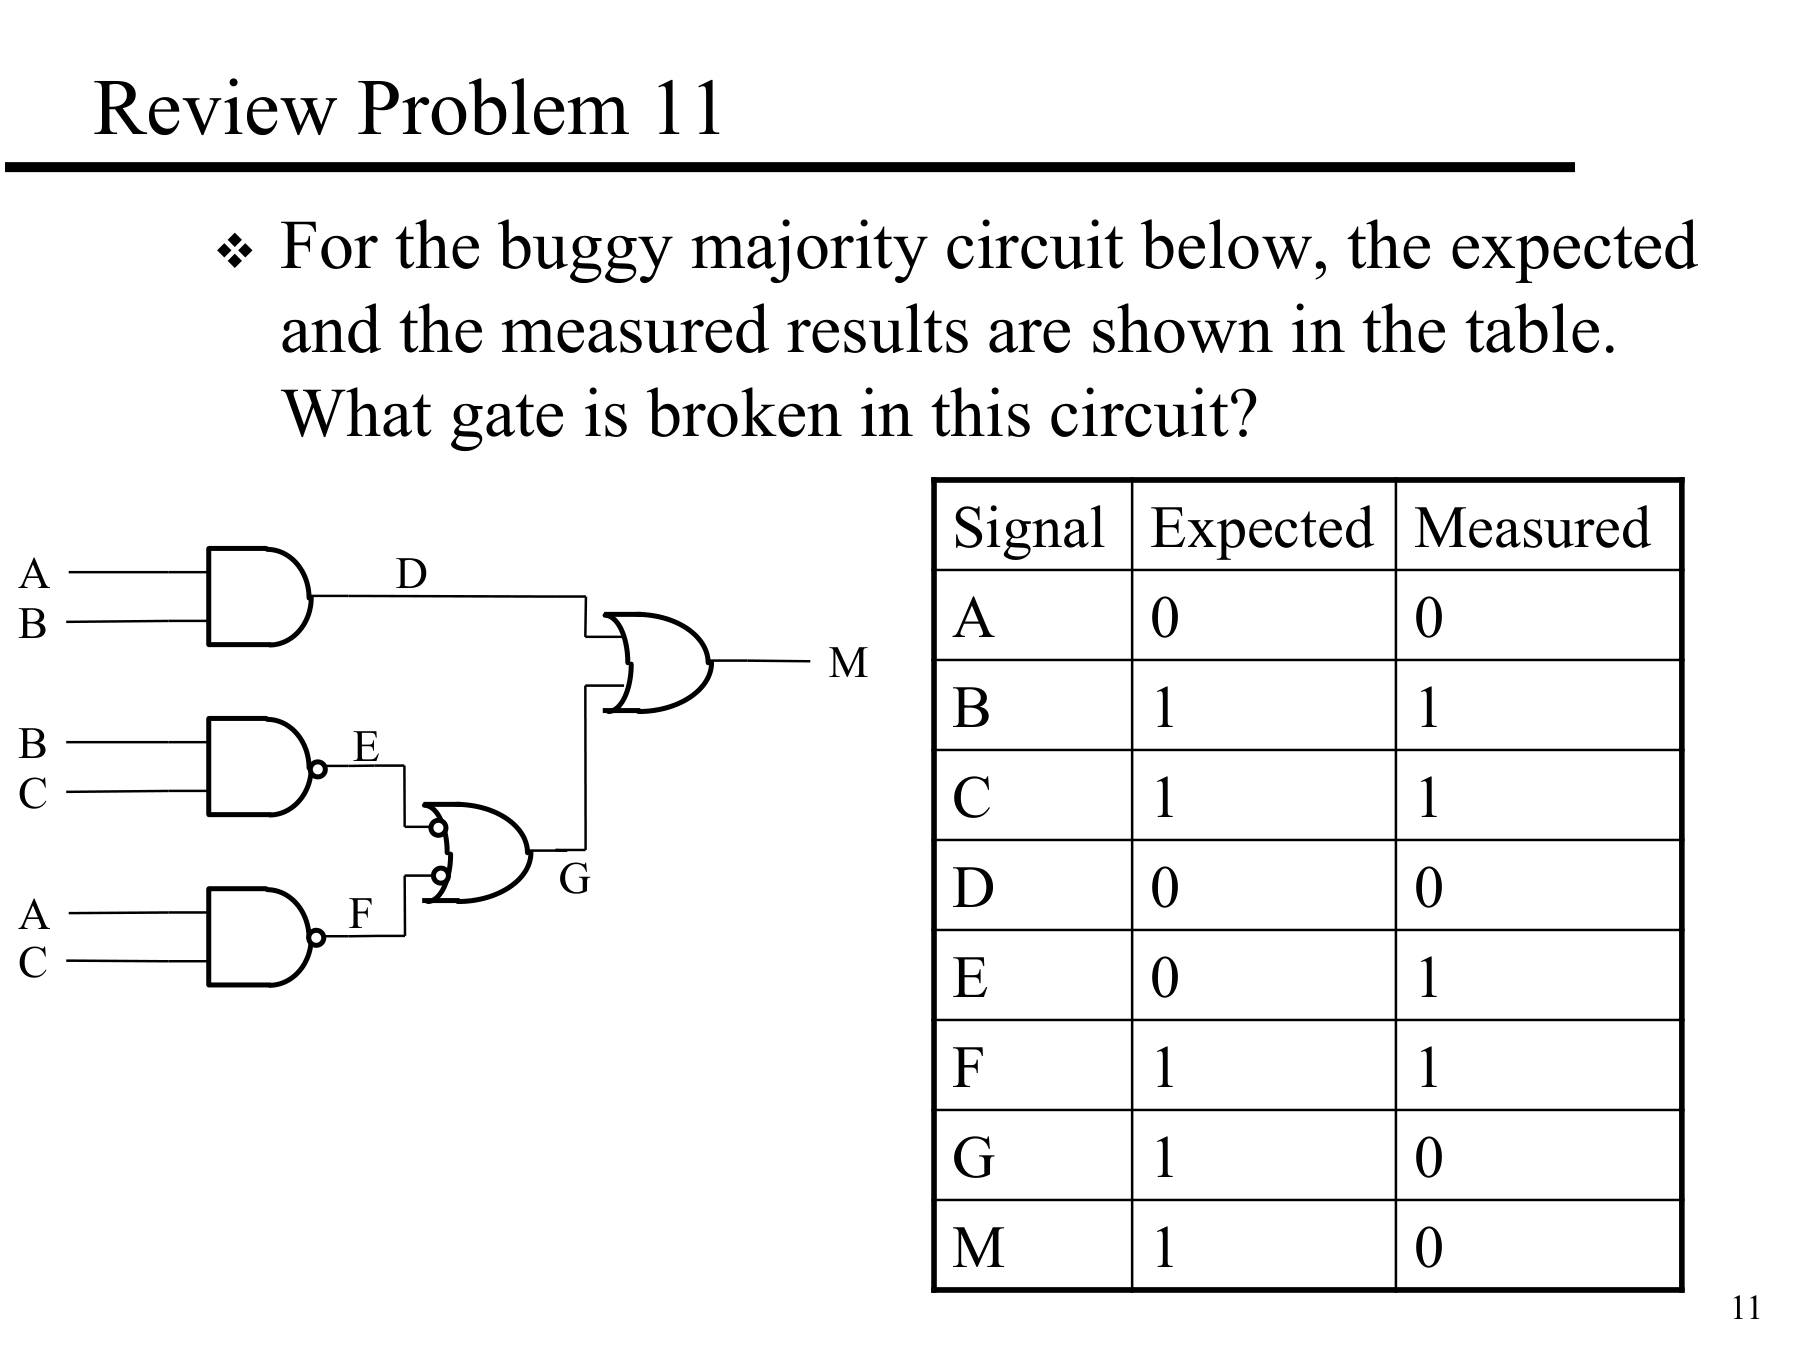 Review Problem 11
❖ For the buggy majority circuit below, the expected
and the measured results are shown in the table.
What gate is broken in this circuit?
A
B
D
M
B
C
E
G
A
C
F
Signal Expected Measured
A 0 0
B 1 1
C 1 1
D 0 0
E 0 1
F 1 1
G 1 0
M 1 0
11